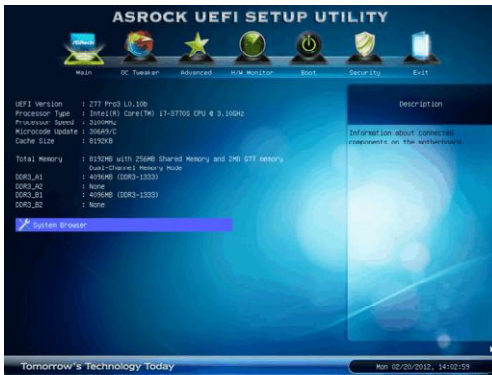 ASROCK UEFI SETUP UTILITY
Main OC Tweaker Advanced H/W Monitor Boot Security Exit
UEFI Version : Z77 Pro3 L0.10b
Processor Type : Intel(R) Core(TM) i7-3770S CPU @ 3.10GHz
Processor Speed : 3100MHz
Microcode Update : 306A9/C
Cache Size : 8192KB
Total Memory : 8192MB with 256MB Shared Memory and 2MB GTT memory
Dual-Channel Memory Mode
DDR3_A1 : 4096MB (DDR3-1333)
DDR3_A2 : None
DDR3_B1 : 4096MB (DDR3-1333)
DDR3_B2 : None
System Browser
Description
Information about connected
components on the motherboard.
Tomorrow's Technology Today
Mon 02/20/2012, 14:02:59